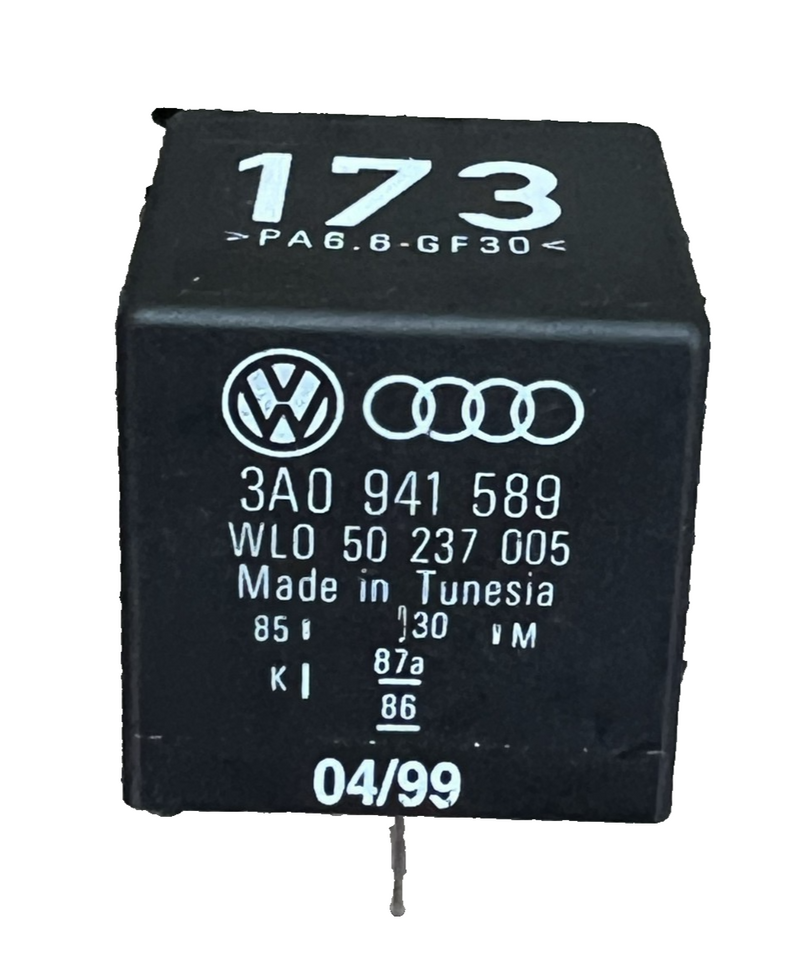 173
>PA6.6-GF30<
VW
3A0 941 589
WL0 50 237 005
Made in Tunesia
85 30 M
87a
K
86
04/99